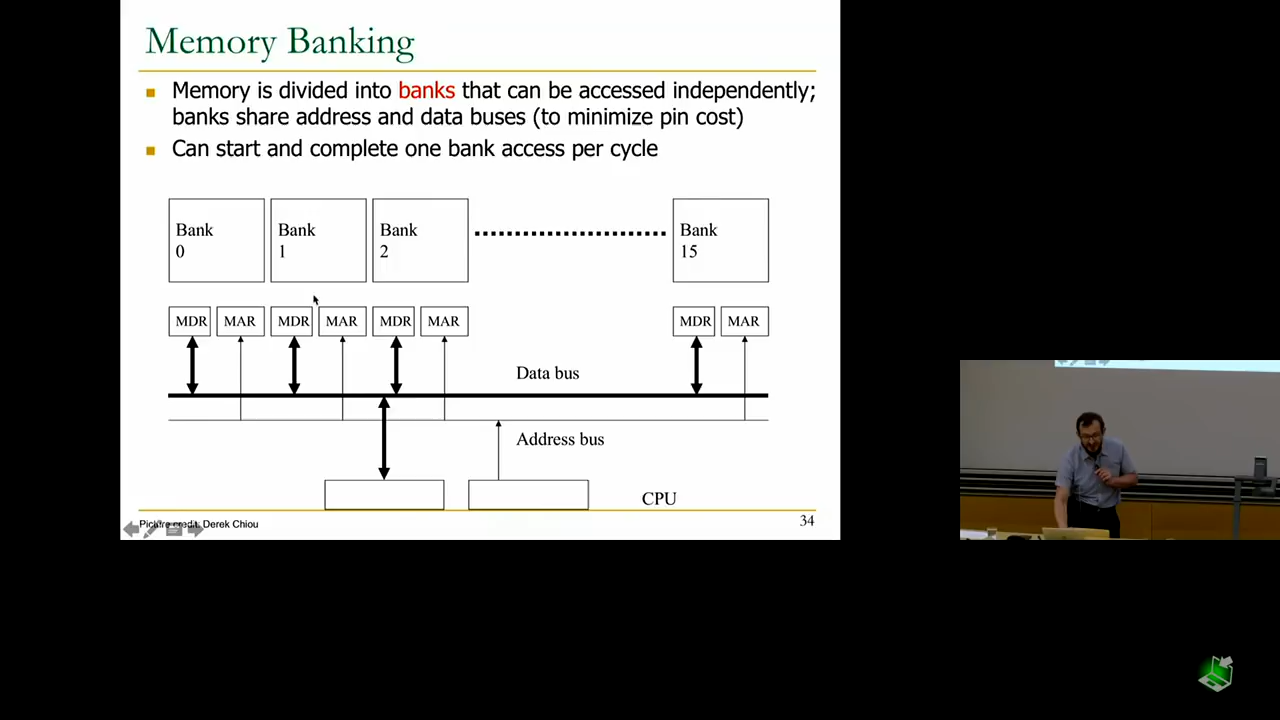 Memory Banking
Memory is divided into banks that can be accessed independently;
banks share address and data buses (to minimize pin cost)
Can start and complete one bank access per cycle
Bank
0
Bank
1
Bank
2
Bank
15
MDR
MAR
MDR
MAR
MDR
MAR
MDR
MAR
Data bus
Address bus
CPU
Picture credit: Derek Chiou
34